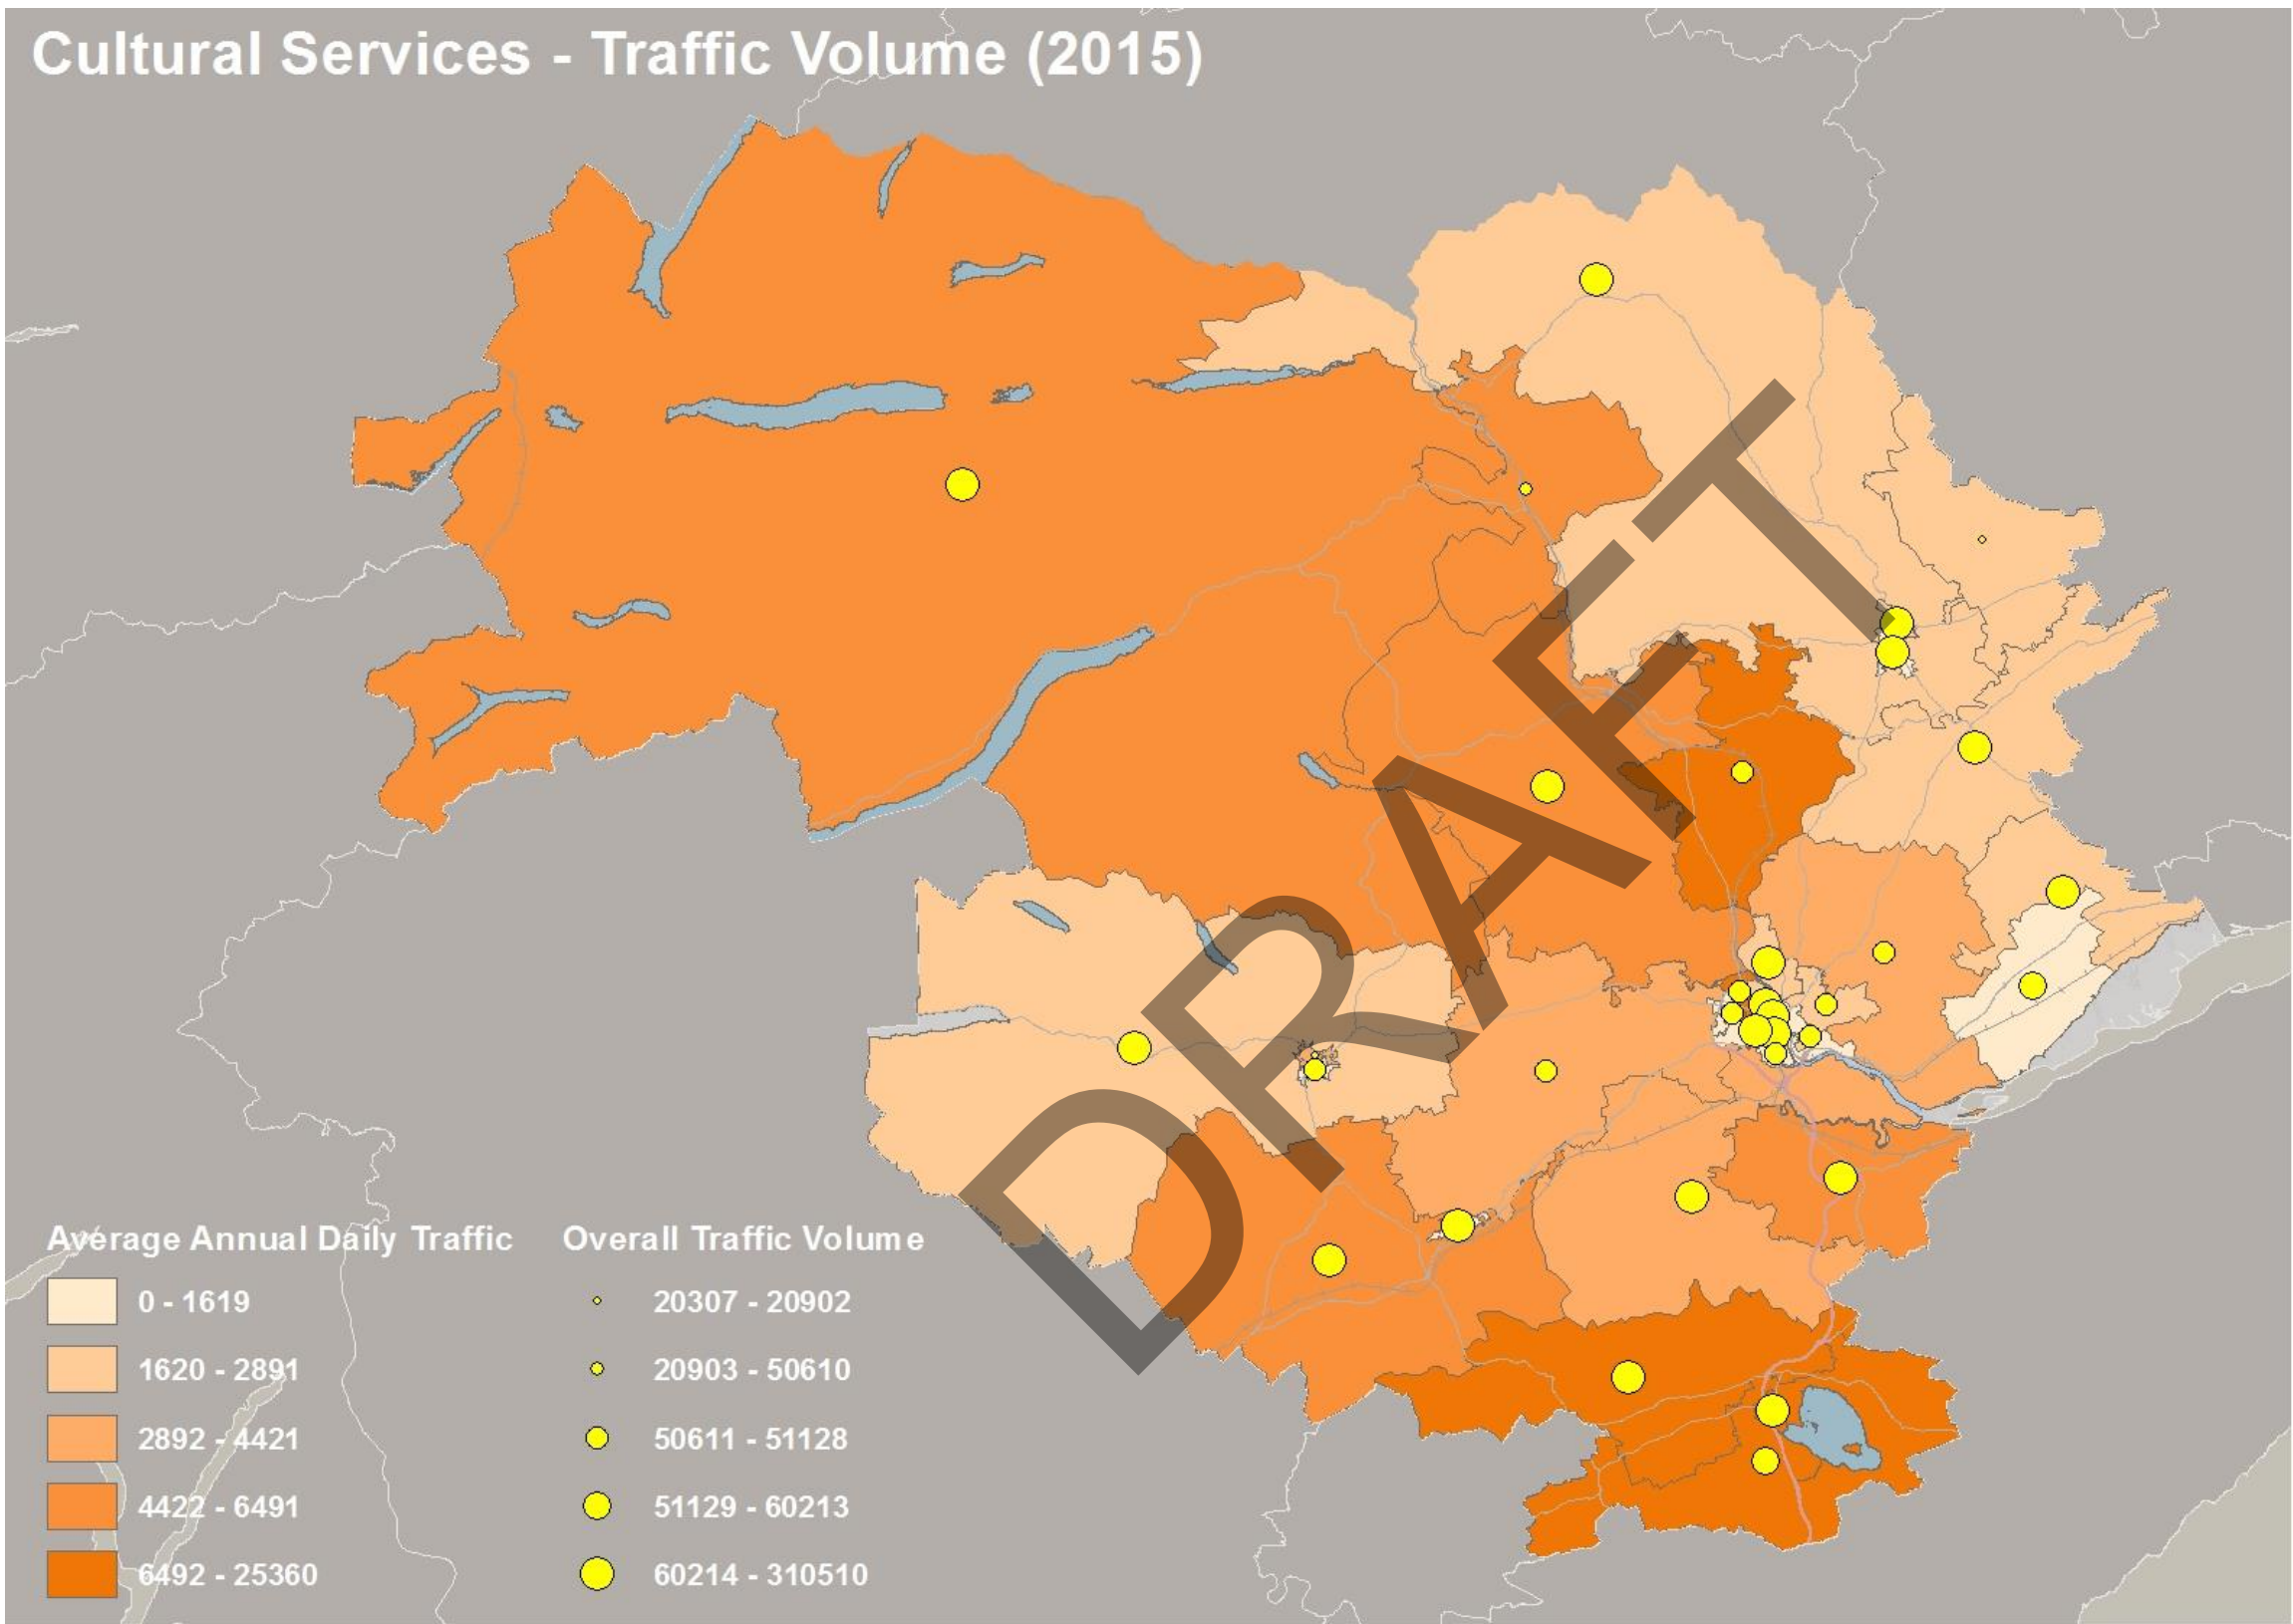 Cultural Services - Traffic Volume (2015)
DRAFT
Average Annual Daily Traffic
0 - 1619
1620 - 2891
2892 - 4421
4422 - 6491
6492 - 25360
Overall Traffic Volume
20307 - 20902
20903 - 50610
50611 - 51128
51129 - 60213
60214 - 310510